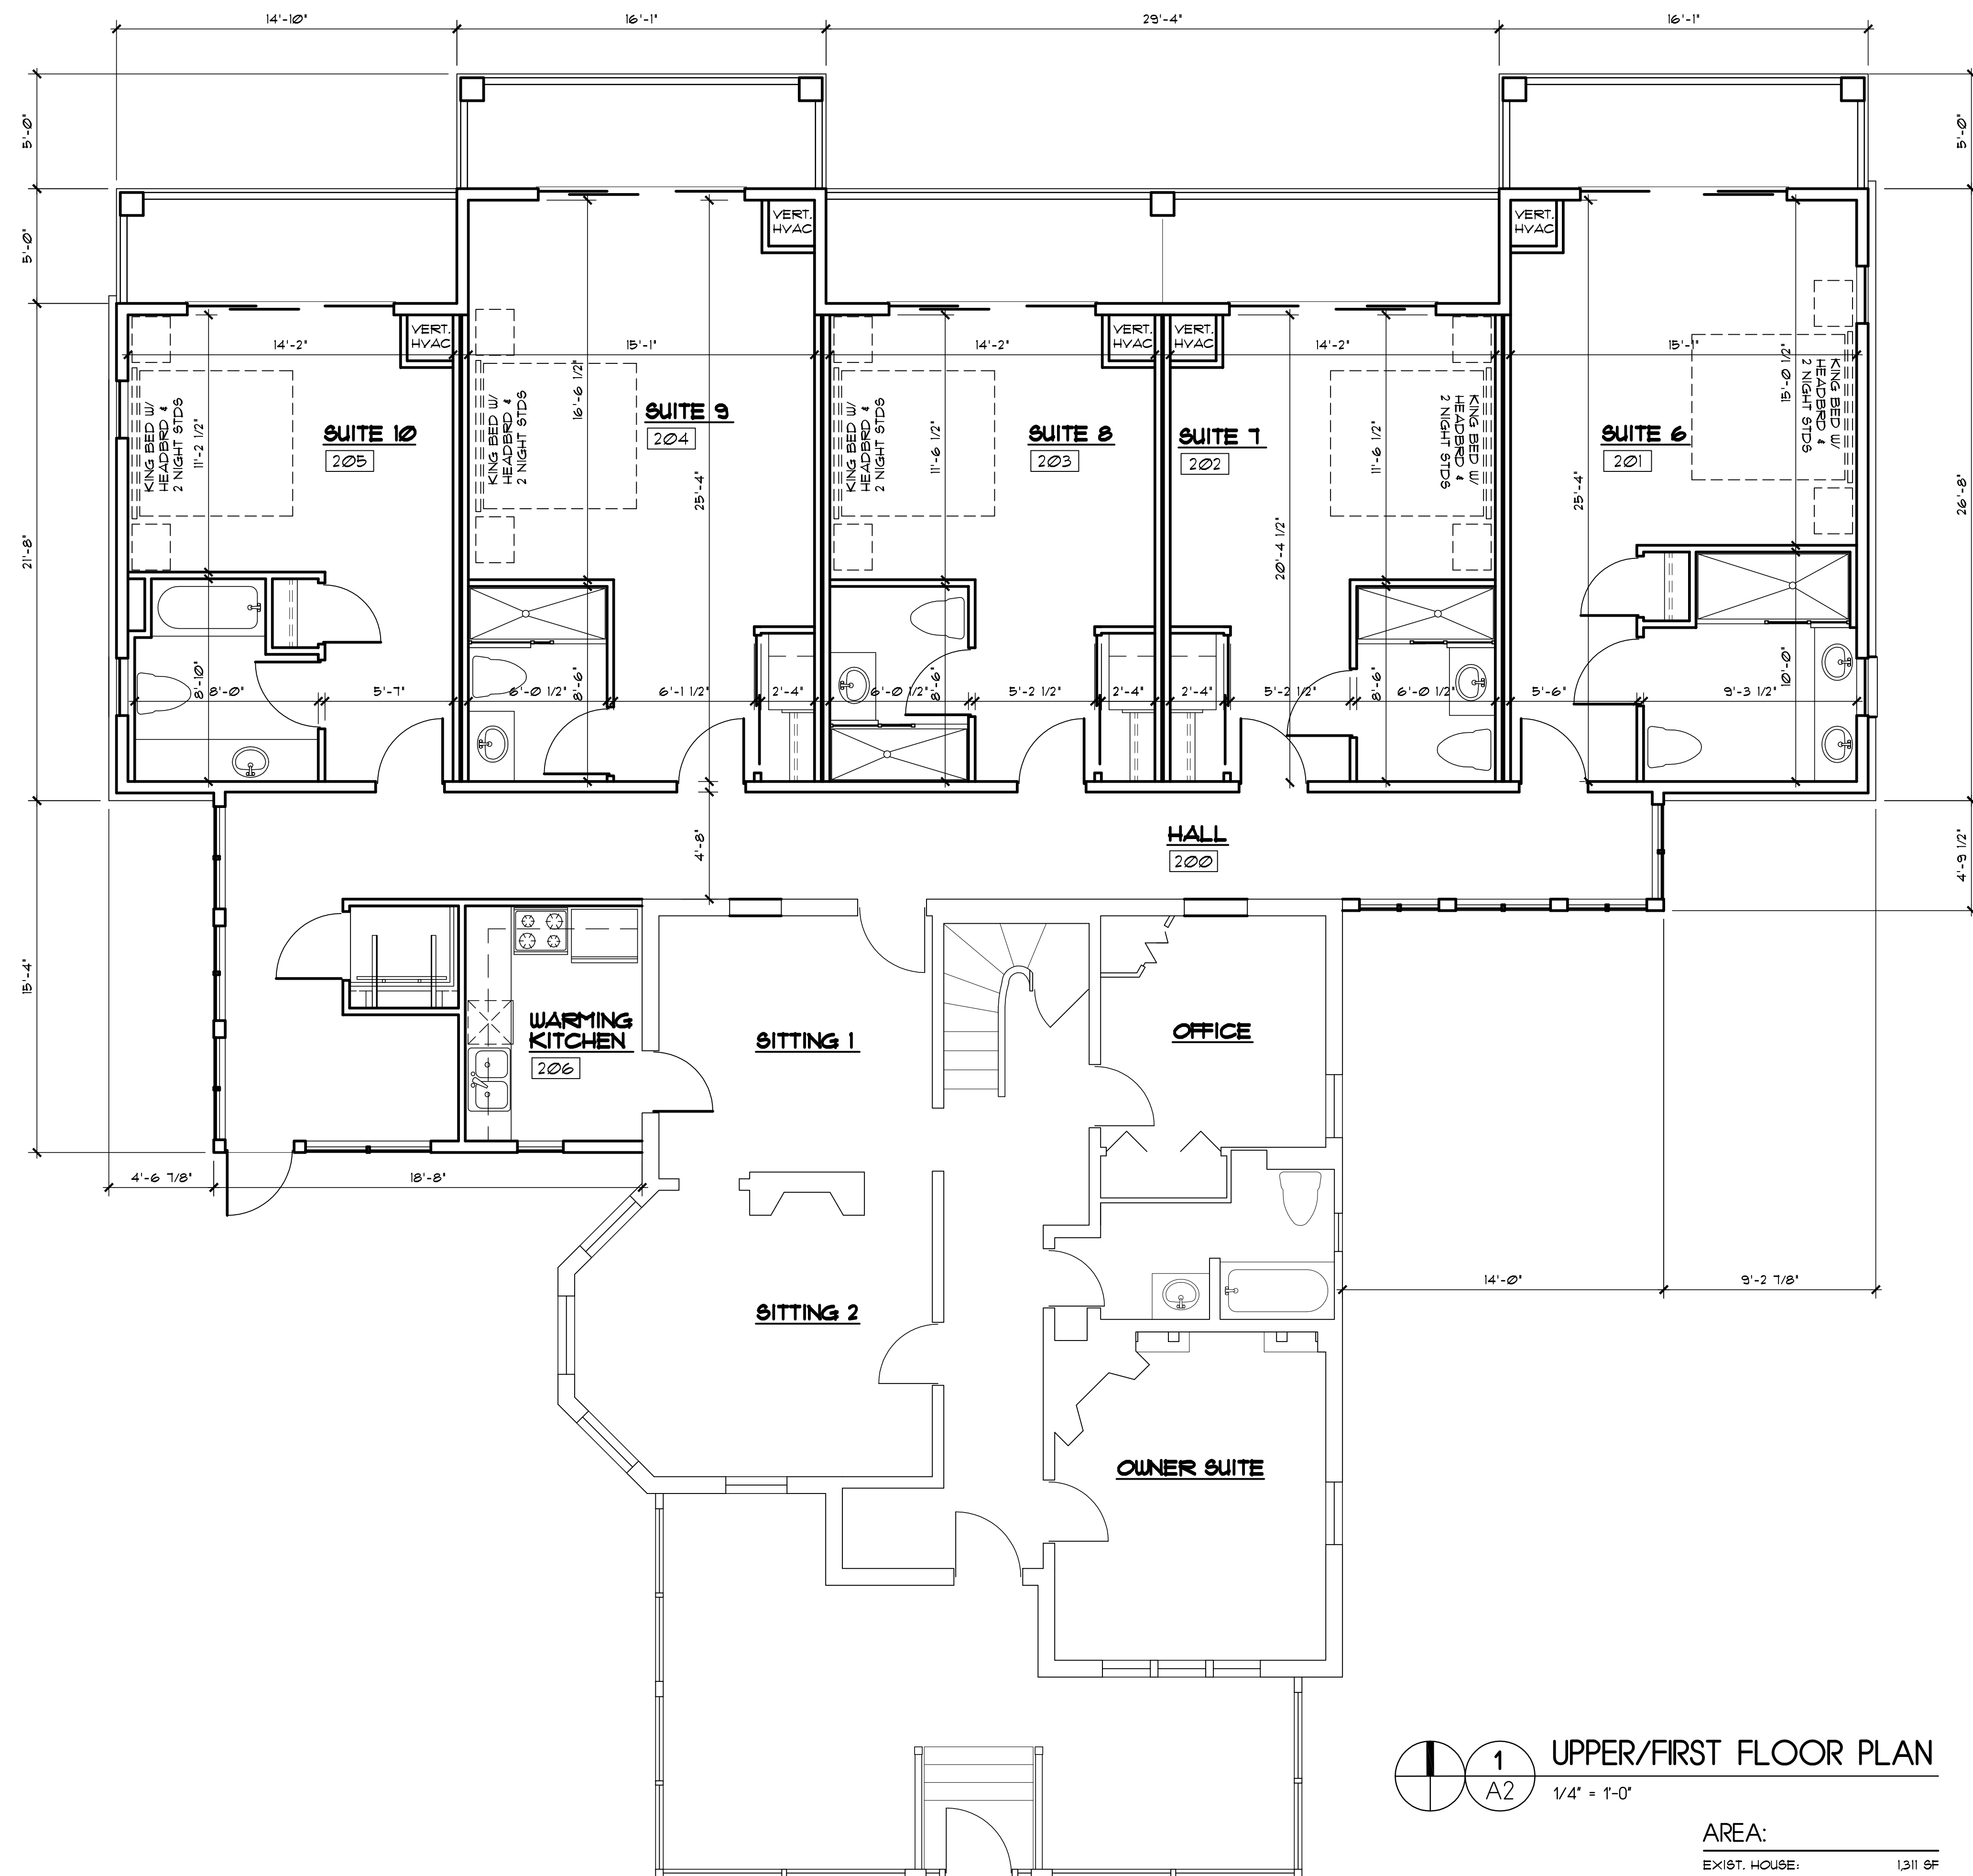 14'-10"
16'-1"
29'-4"
16'-1"
5'-0"
5'-0"
5'-0"
VERT.
HVAC
VERT.
HVAC
VERT.
HVAC
VERT.
HVAC
VERT.
HVAC
14'-2"
15'-1"
14'-2"
14'-2"
15'-1"
KING BED W/
HEADBRD &
2 NIGHT STDS
11'-2 1/2"
SUITE 10
205
KING BED W/
HEADBRD &
2 NIGHT STDS
16'-6 1/2"
SUITE 9
204
25'-4"
KING BED W/
HEADBRD &
2 NIGHT STDS
11'-6 1/2"
SUITE 8
203
SUITE 7
202
20'-4 1/2"
11'-6 1/2"
KING BED W/
HEADBRD &
2 NIGHT STDS
25'-4"
SUITE 6
201
15'-0 1/2"
KING BED W/
HEADBRD &
2 NIGHT STDS
21'-8"
26'-8"
8'-10"
8'-0"
5'-7"
6'-0 1/2"
8'-6"
6'-1 1/2"
2'-4"
6'-0 1/2"
8'-6"
5'-2 1/2"
2'-4"
2'-4"
5'-2 1/2"
8'-6"
6'-0 1/2"
5'-6"
9'-3 1/2"
10'-0"
4'-8"
HALL
200
4'-9 1/2"
15'-4"
WARMING
KITCHEN
206
SITTING 1
OFFICE
4'-6 7/8"
18'-8"
14'-0"
9'-2 7/8"
SITTING 2
OWNER SUITE
1
A2
UPPER/FIRST FLOOR PLAN
1/4" = 1'-0"
AREA:
EXIST. HOUSE: 1,311 SF